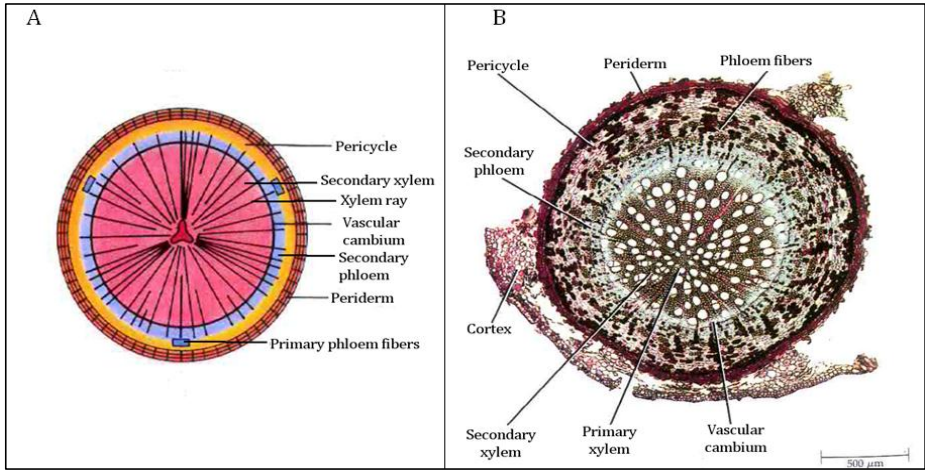 A
Pericycle
Secondary xylem
Xylem ray
Vascular
cambium
Secondary
phloem
Periderm
Primary phloem fibers
B
Pericycle
Periderm
Phloem fibers
Secondary
phloem
Cortex
Secondary
xylem
Primary
xylem
Vascular
cambium
500 µm